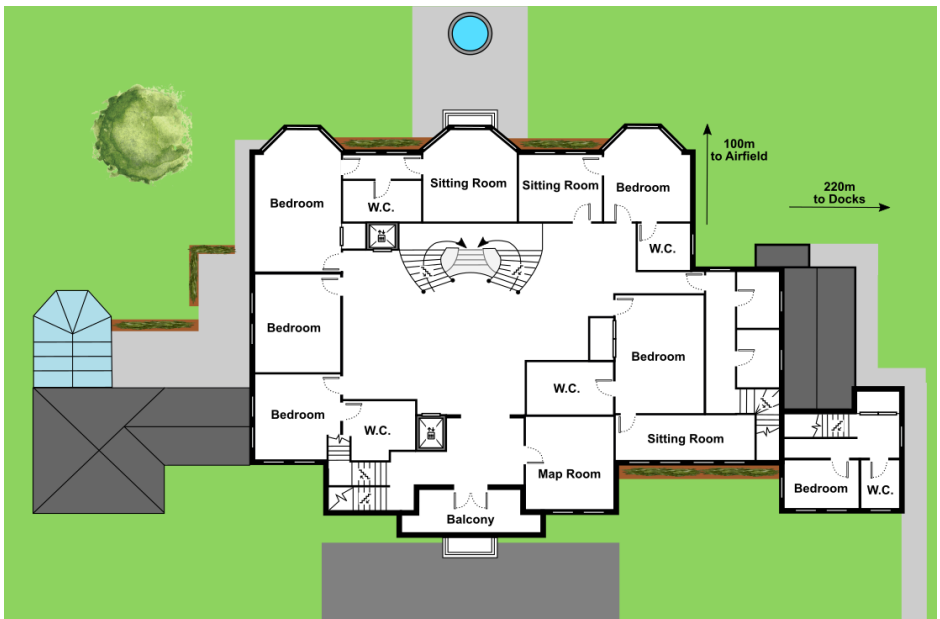 100m
to Airfield
220m
to Docks
Sitting Room
Sitting Room
Bedroom
Bedroom
W.C.
W.C.
Bedroom
Bedroom
W.C.
Bedroom
W.C.
Sitting Room
Map Room
Bedroom
W.C.
Balcony